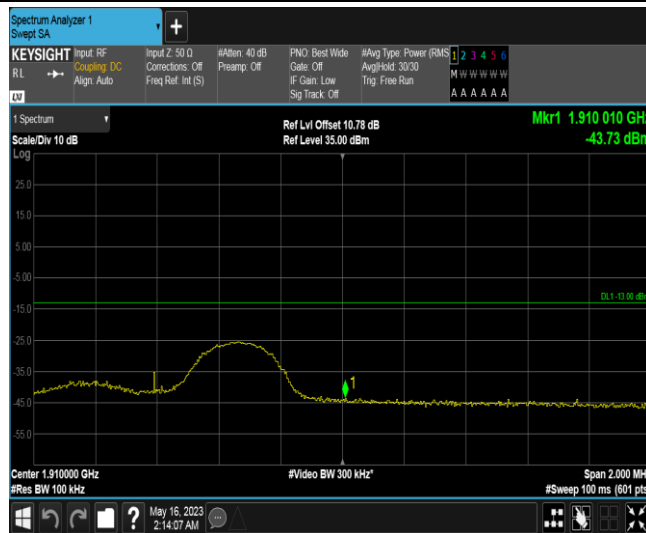 Spectrum Analyzer 1
Swept SA
+
KEYSIGHT
RL
LXI
Input: RF
Coupling: DC
Align: Auto
Input Z: 50 Ω
Corrections: Off
Freq Ref: Int (S)
#Atten: 40 dB
Preamp: Off
PNO: Best Wide
Gate: Off
IF Gain: Low
Sig Track: Off
#Avg Type: Power (RMS
Avg|Hold: 30/30
Trig: Free Run
1 2 3 4 5 6
M W W W W W
A A A A A A
1 Spectrum
Scale/Div 10 dB
Ref Lvl Offset 10.78 dB
Ref Level 35.00 dBm
Mkr1 1.910 010 GHz
-43.73 dBm
Log
25.0
15.0
5.00
-5.00
DL1 -13.00 dBm
-15.0
-25.0
-35.0
1
-45.0
-55.0
Center 1.910000 GHz
#Video BW 300 kHz*
Span 2.000 MH
#Res BW 100 kHz
#Sweep 100 ms (601 pts
?
May 16, 2023
2:14:07 AM